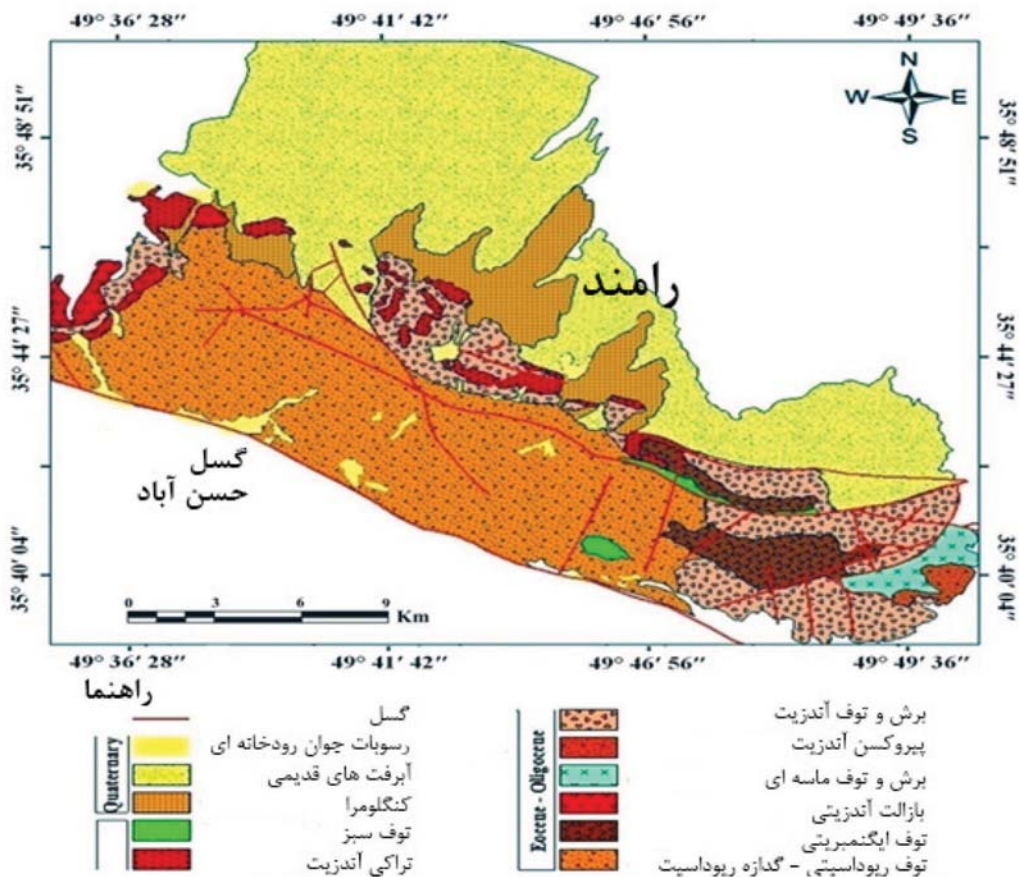 49° 36′ 28″ 49° 41′ 42″ 46° 46′ 56″ 49° 49′ 36″
N
W E
S
35° 48′ 51″ 35° 48′ 51″
رامند
35° 44′ 27″ 35° 44′ 27″
گسل
حسن آباد
35° 40′ 04″ 35° 40′ 04″
0 3 6 9 Km
49° 36′ 28″ 49° 41′ 42″ 49° 46′ 56″ 49° 49′ 36″
راهنما
گسل
Quaternary
رسوبات جوان رودخانه ای
آبرفت های قدیمی
کنگلومرا
توف سبز
تراکی آندزیت
Eocene - Oligocene
برش و توف آندزیت
پیروکسن آندزیت
برش و توف ماسه ای
بازالت آندزیتی
توف ایگنمبریتی
توف ریوداسیتی - گدازه ریوداسیت